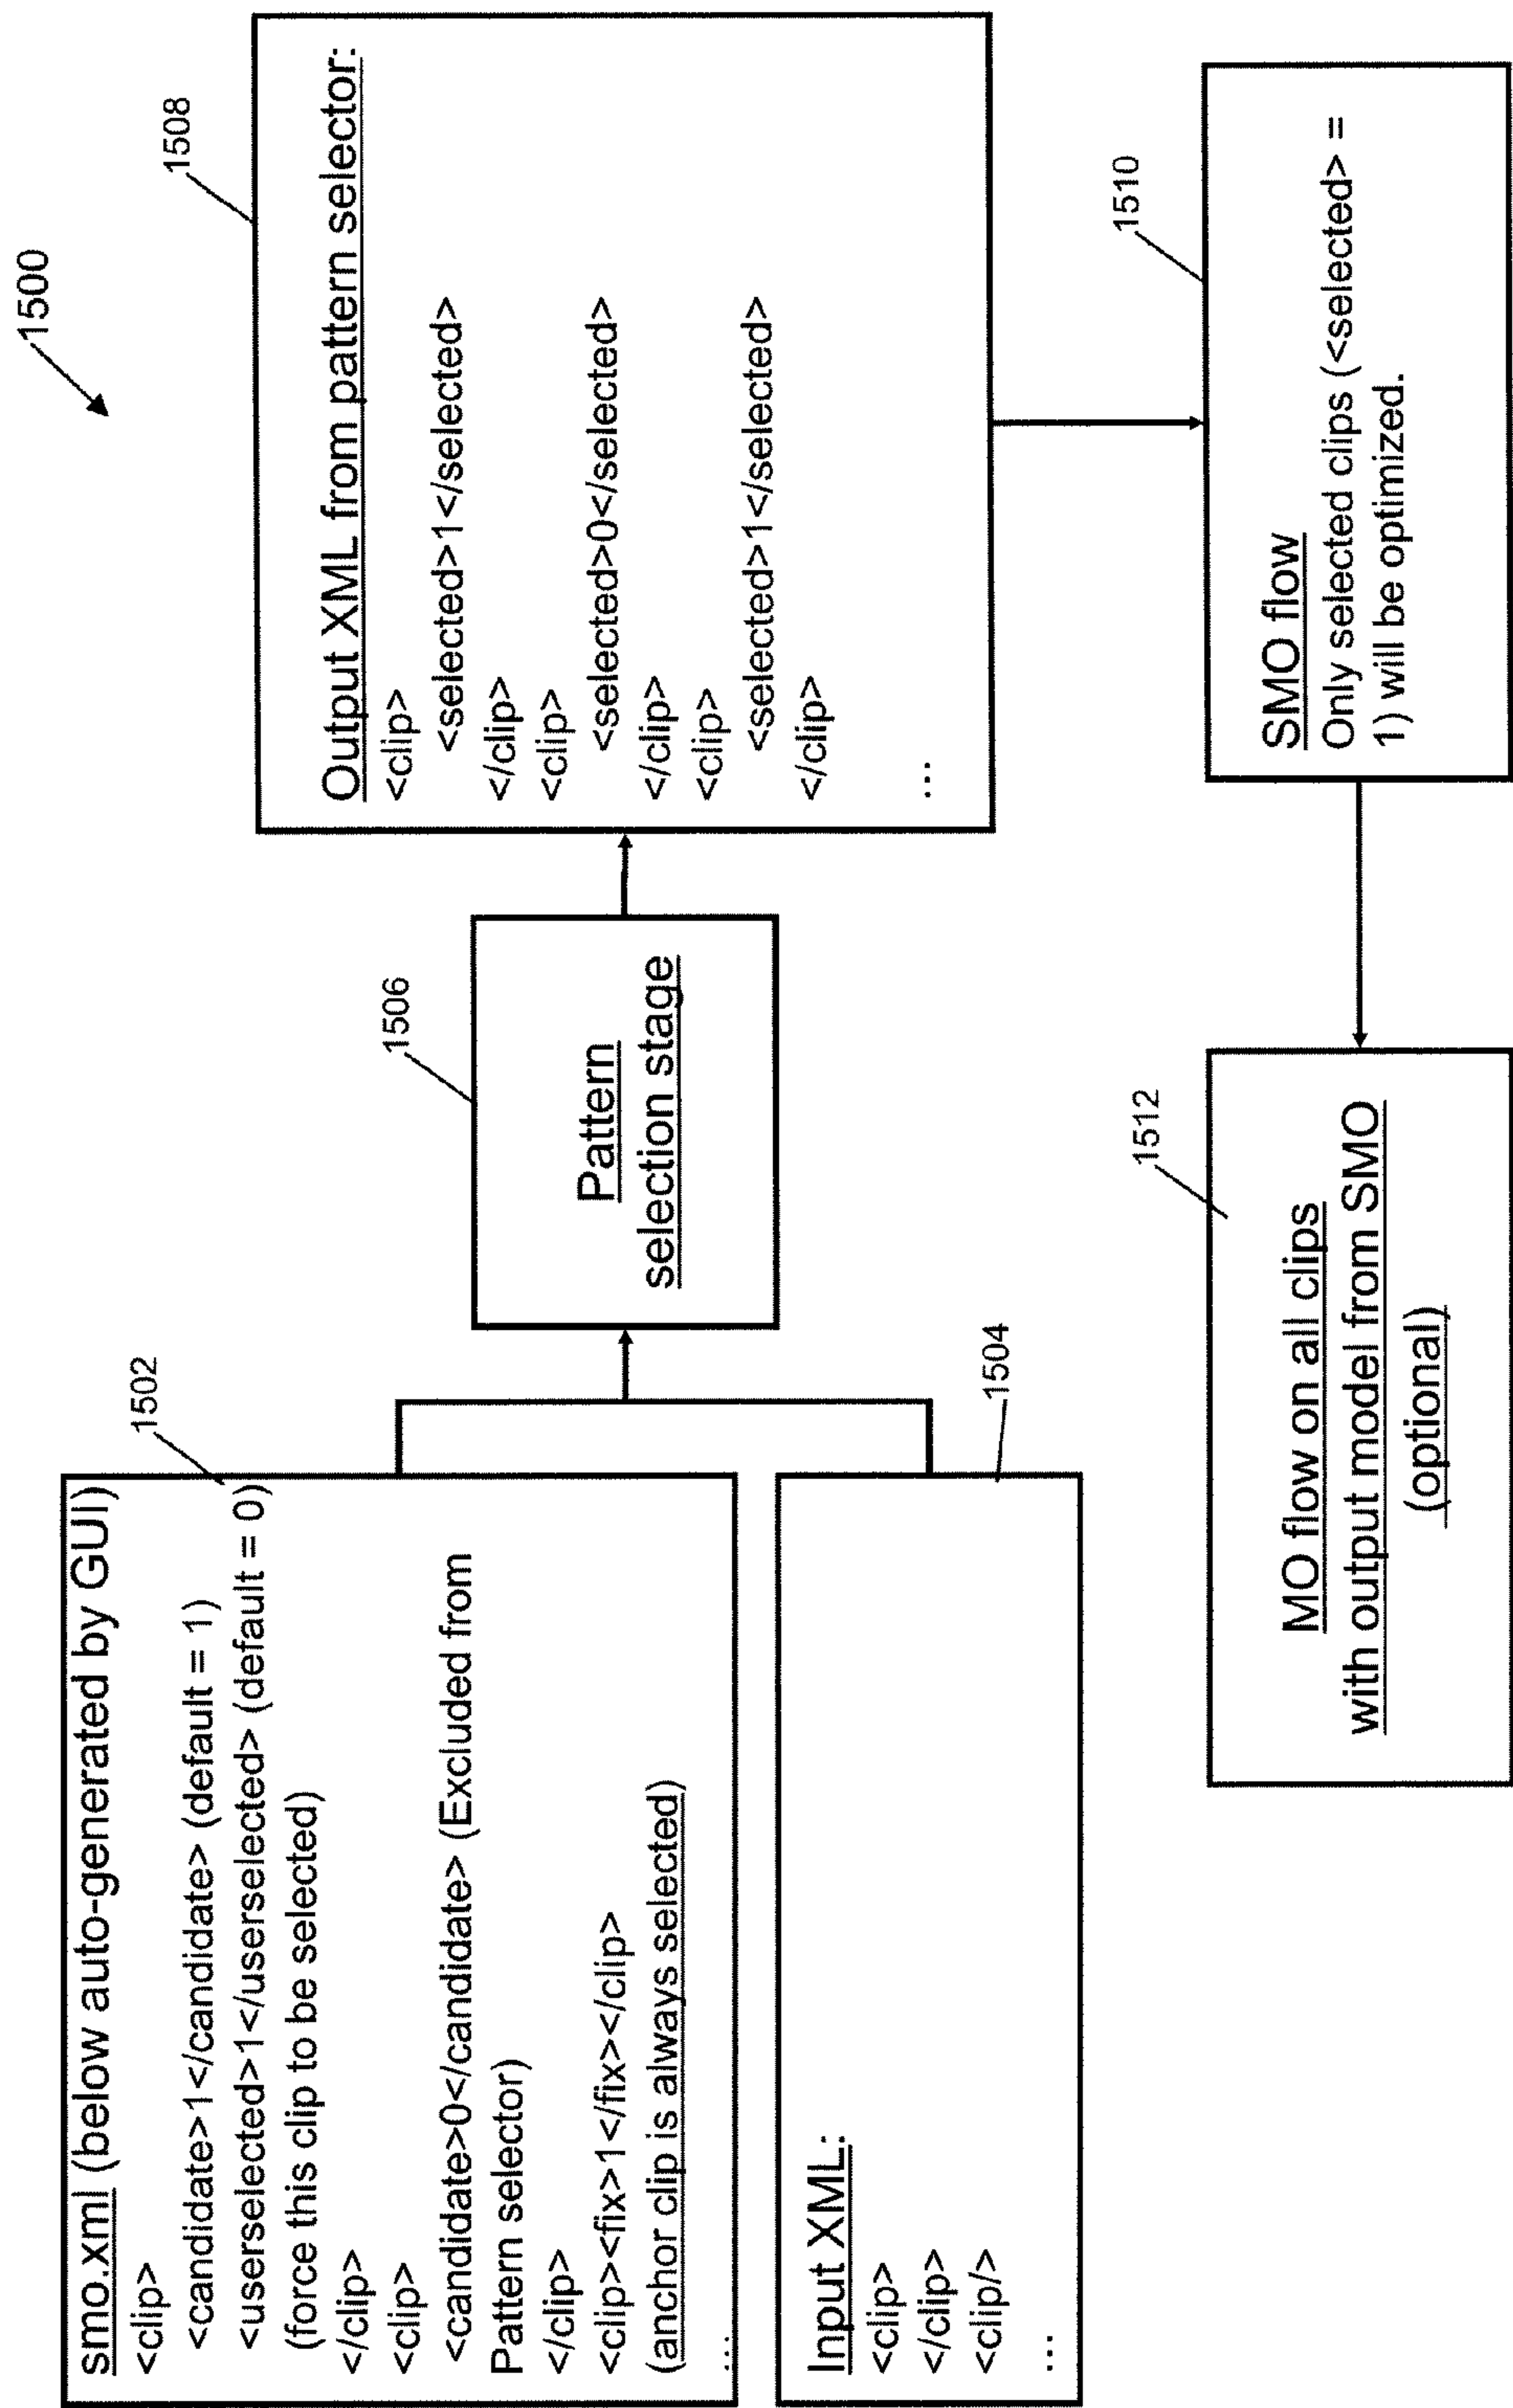 1500
1502
smo.xml (below auto-generated by GUI)
<clip>
<candidate>1</candidate> (default = 1)
<userselected>1</userselected> (default = 0)
(force this clip to be selected)
</clip>
<clip>
<candidate>0</candidate> (Excluded from
Pattern selector)
</clip>
<clip><fix>1</fix></clip>
(anchor clip is always selected)
...
1504
Input XML:
<clip>
</clip>
<clip/>
...
1506
Pattern
selection stage
1508
Output XML from pattern selector:
<clip>
<selected>1</selected>
</clip>
<clip>
<selected>0</selected>
</clip>
<clip>
<selected>1</selected>
</clip>
...
1510
SMO flow
Only selected clips (<selected> =
1) will be optimized.
1512
MO flow on all clips
with output model from SMO
(optional)